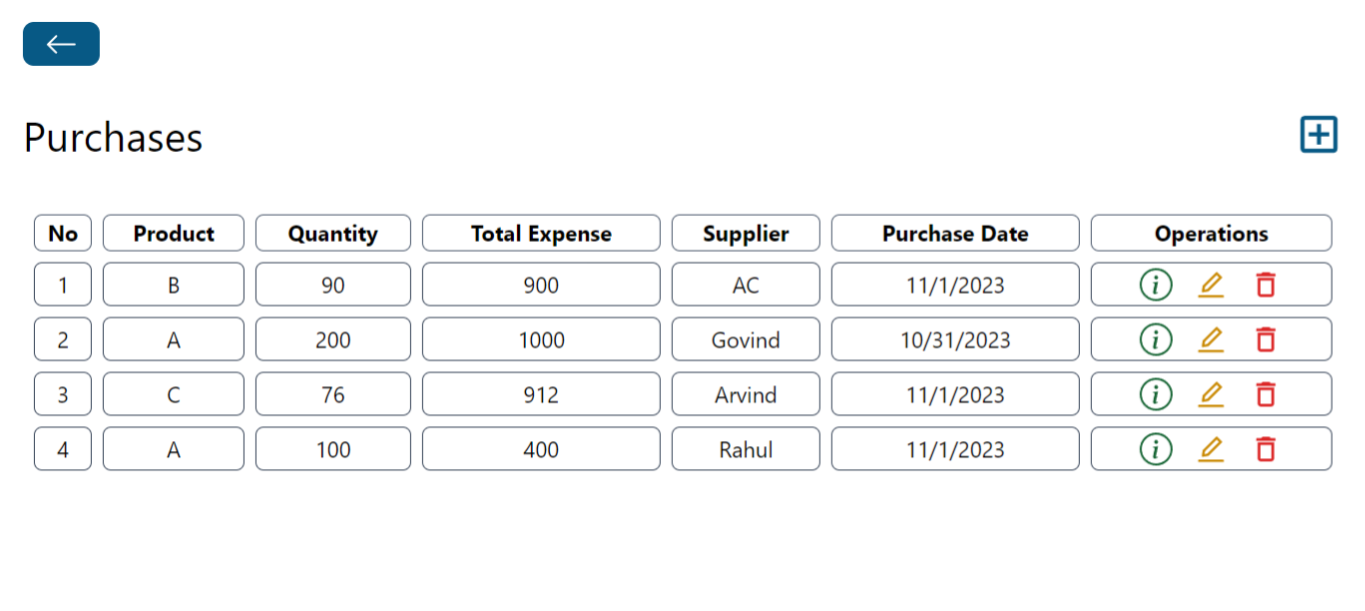 Purchases
No Product Quantity Total Expense Supplier Purchase Date Operations
1 B 90 900 AC 11/1/2023
2 A 200 1000 Govind 10/31/2023
3 C 76 912 Arvind 11/1/2023
4 A 100 400 Rahul 11/1/2023